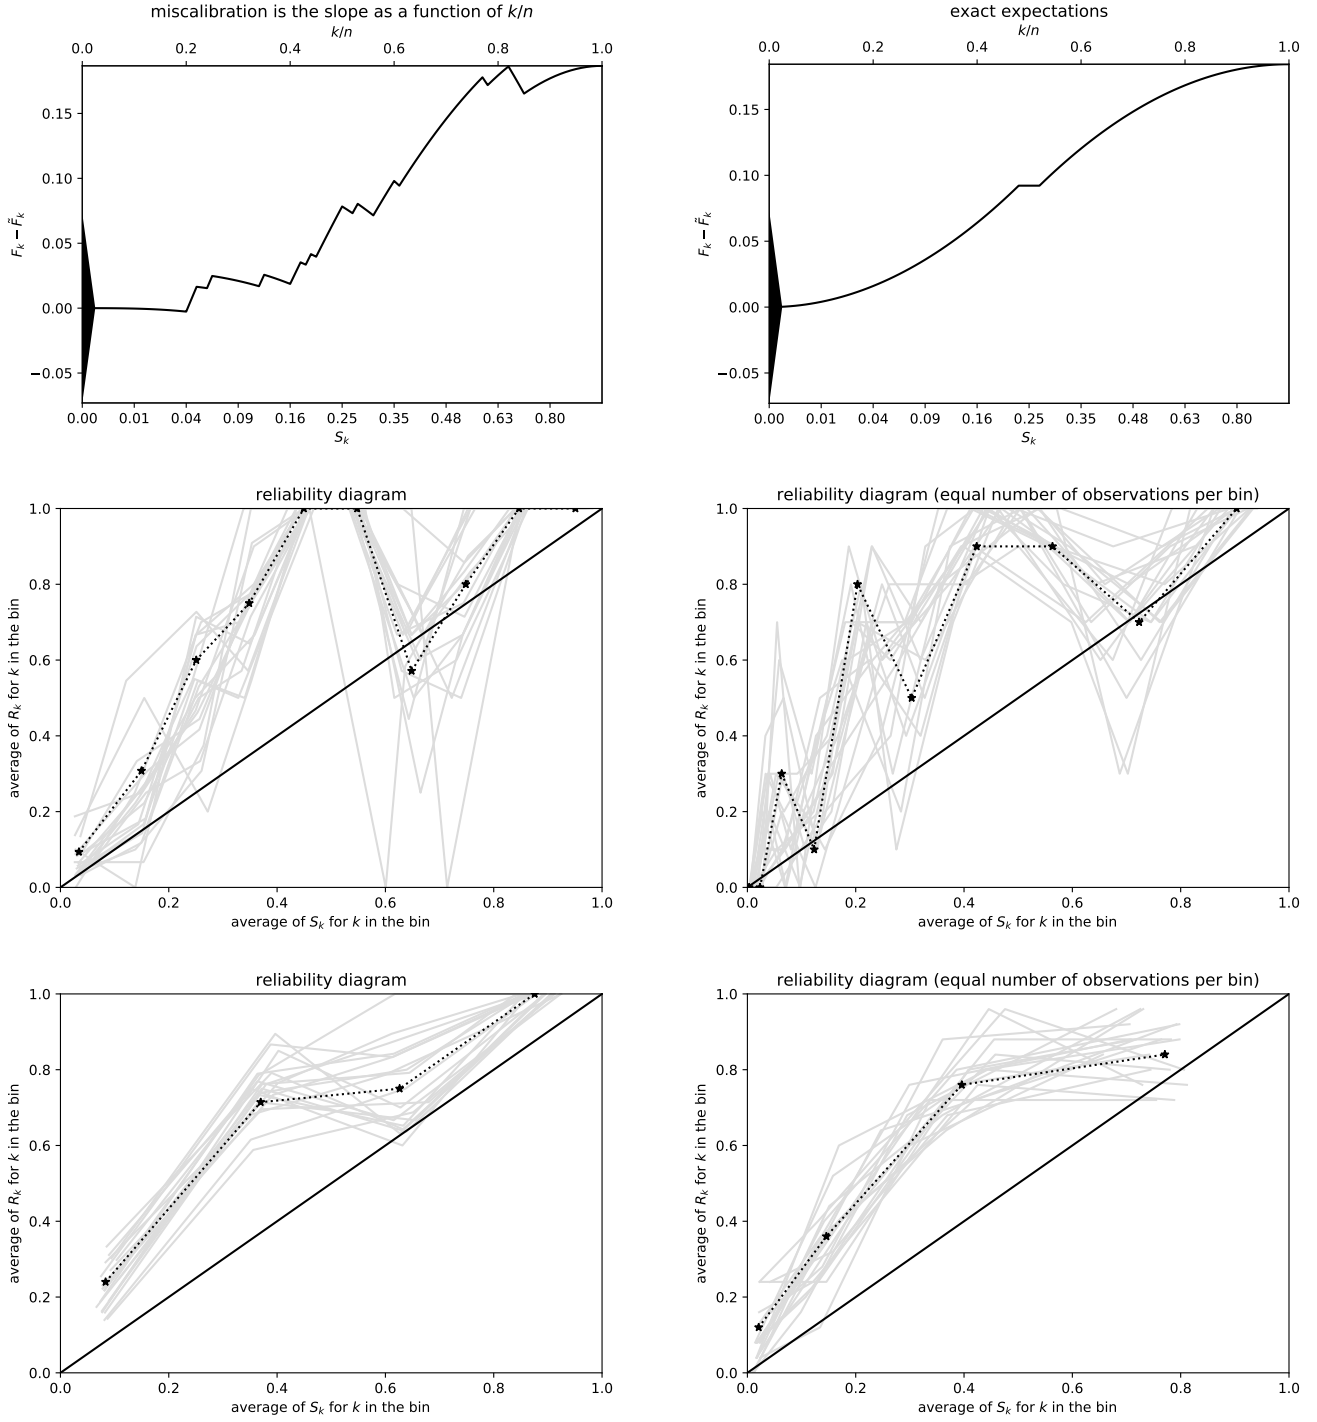 miscalibration is the slope as a function of k/n
k/n
0.0 0.2 0.4 0.6 0.8 1.0
0.15
0.10
0.05
0.00
−0.05
F_k − F̃_k
0.00 0.01 0.04 0.09 0.16 0.25 0.35 0.48 0.63 0.80
S_k
exact expectations
k/n
0.0 0.2 0.4 0.6 0.8 1.0
0.15
0.10
0.05
0.00
−0.05
F_k − F̃_k
0.00 0.01 0.04 0.09 0.16 0.25 0.35 0.48 0.63 0.80
S_k
reliability diagram
1.0
0.8
0.6
0.4
0.2
0.0
average of R_k for k in the bin
0.0 0.2 0.4 0.6 0.8 1.0
average of S_k for k in the bin
reliability diagram (equal number of observations per bin)
1.0
0.8
0.6
0.4
0.2
0.0
average of R_k for k in the bin
0.0 0.2 0.4 0.6 0.8 1.0
average of S_k for k in the bin
reliability diagram
1.0
0.8
0.6
0.4
0.2
0.0
average of R_k for k in the bin
0.0 0.2 0.4 0.6 0.8 1.0
average of S_k for k in the bin
reliability diagram (equal number of observations per bin)
1.0
0.8
0.6
0.4
0.2
0.0
average of R_k for k in the bin
0.0 0.2 0.4 0.6 0.8 1.0
average of S_k for k in the bin